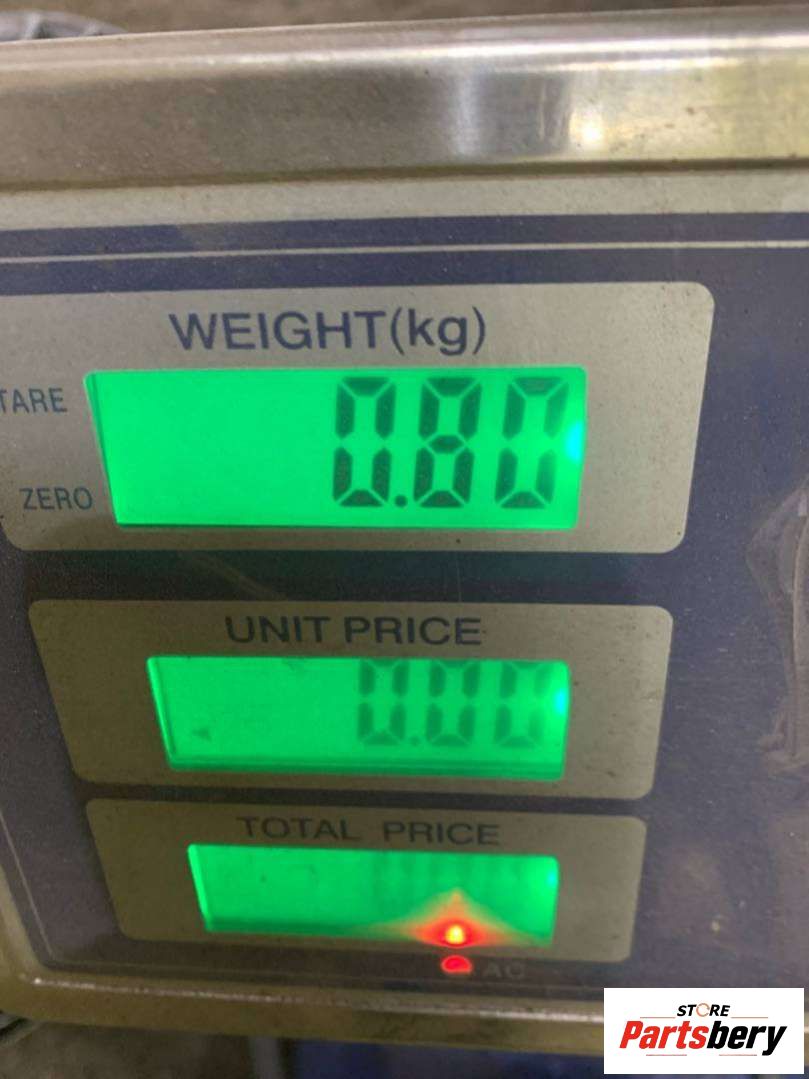 WEIGHT(kg)
TARE
0.80
ZERO
UNIT PRICE
0.00
TOTAL PRICE
AC
STORE
Partsbery